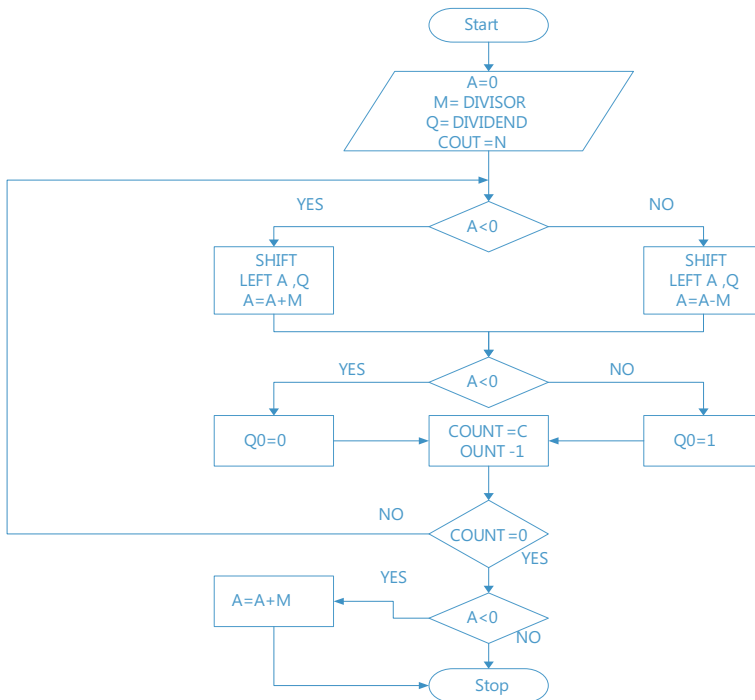 Start
A=0
M= DIVISOR
Q= DIVIDEND
COUT =N
YES
A<0
NO
SHIFT
LEFT A ,Q
A=A+M
SHIFT
LEFT A ,Q
A=A-M
YES
A<0
NO
Q0=0
COUNT =C
OUNT -1
Q0=1
NO
COUNT =0
YES
YES
A=A+M
A<0
NO
Stop